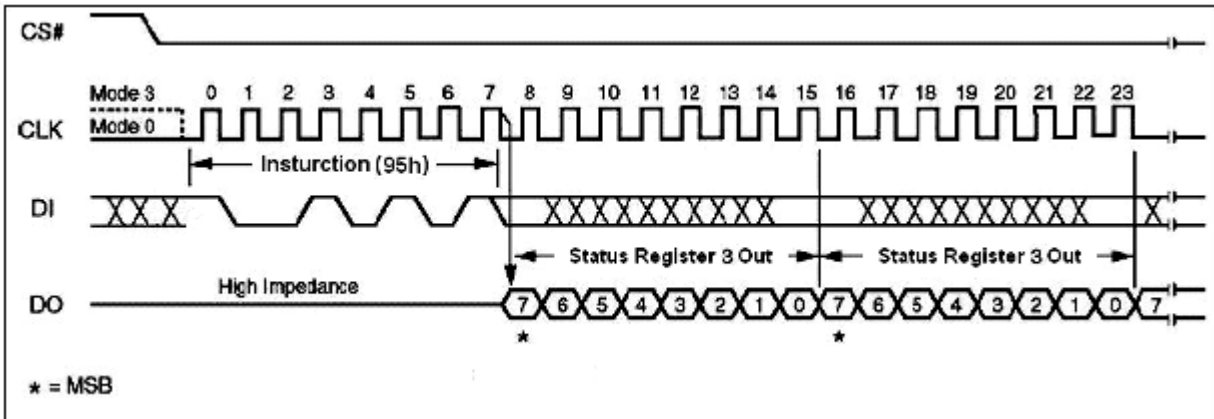 CS#
Mode 3 0 1 2 3 4 5 6 7 8 9 10 11 12 13 14 15 16 17 18 19 20 21 22 23
CLK Mode 0
Insturction (95h)
DI
Status Register 3 Out Status Register 3 Out
High Impedance
DO 7 6 5 4 3 2 1 0 7 6 5 4 3 2 1 0 7
* *
* = MSB